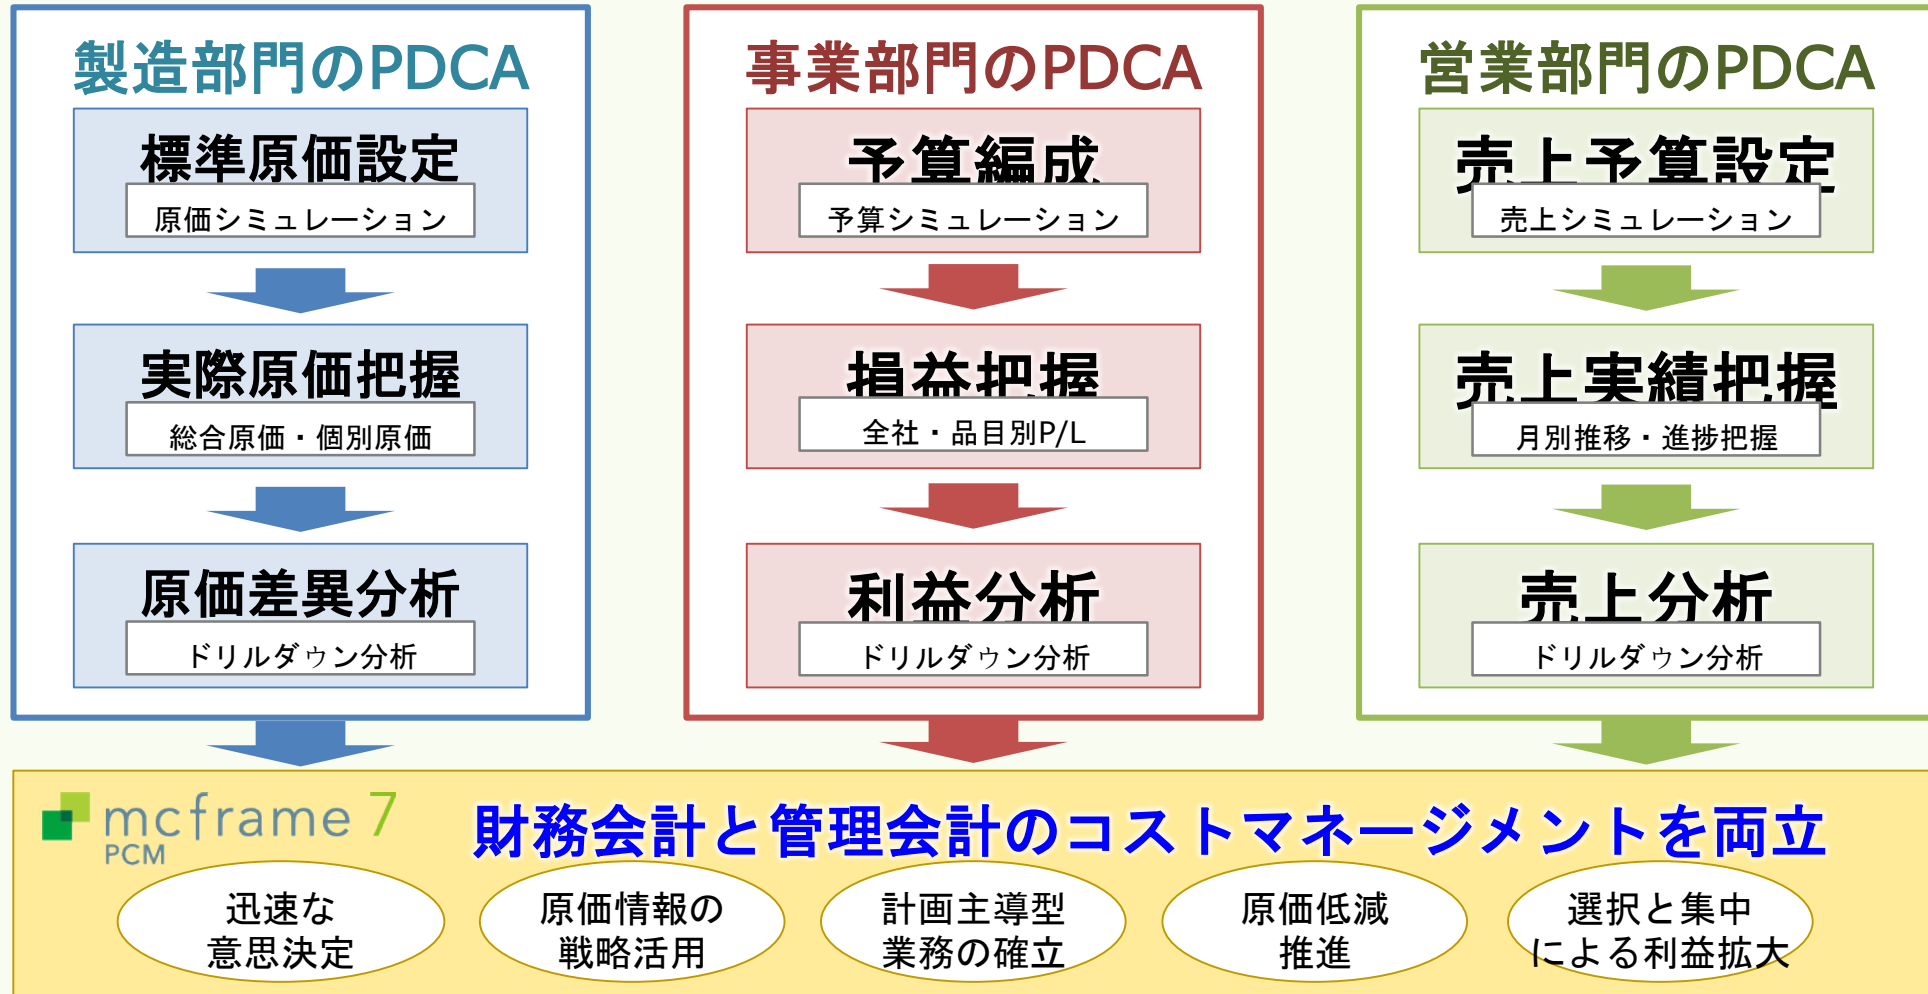 製造部門のPDCA
標準原価設定
原価シミュレーション
実際原価把握
総合原価・個別原価
原価差異分析
ドリルダウン分析
事業部門のPDCA
予算編成
予算シミュレーション
損益把握
全社・品目別P/L
利益分析
ドリルダウン分析
営業部門のPDCA
売上予算設定
売上シミュレーション
売上実績把握
月別推移・進捗把握
売上分析
ドリルダウン分析
mcframe 7
PCM
財務会計と管理会計のコストマネージメントを両立
迅速な
意思決定
原価情報の
戦略活用
計画主導型
業務の確立
原価低減
推進
選択と集中
による利益拡大